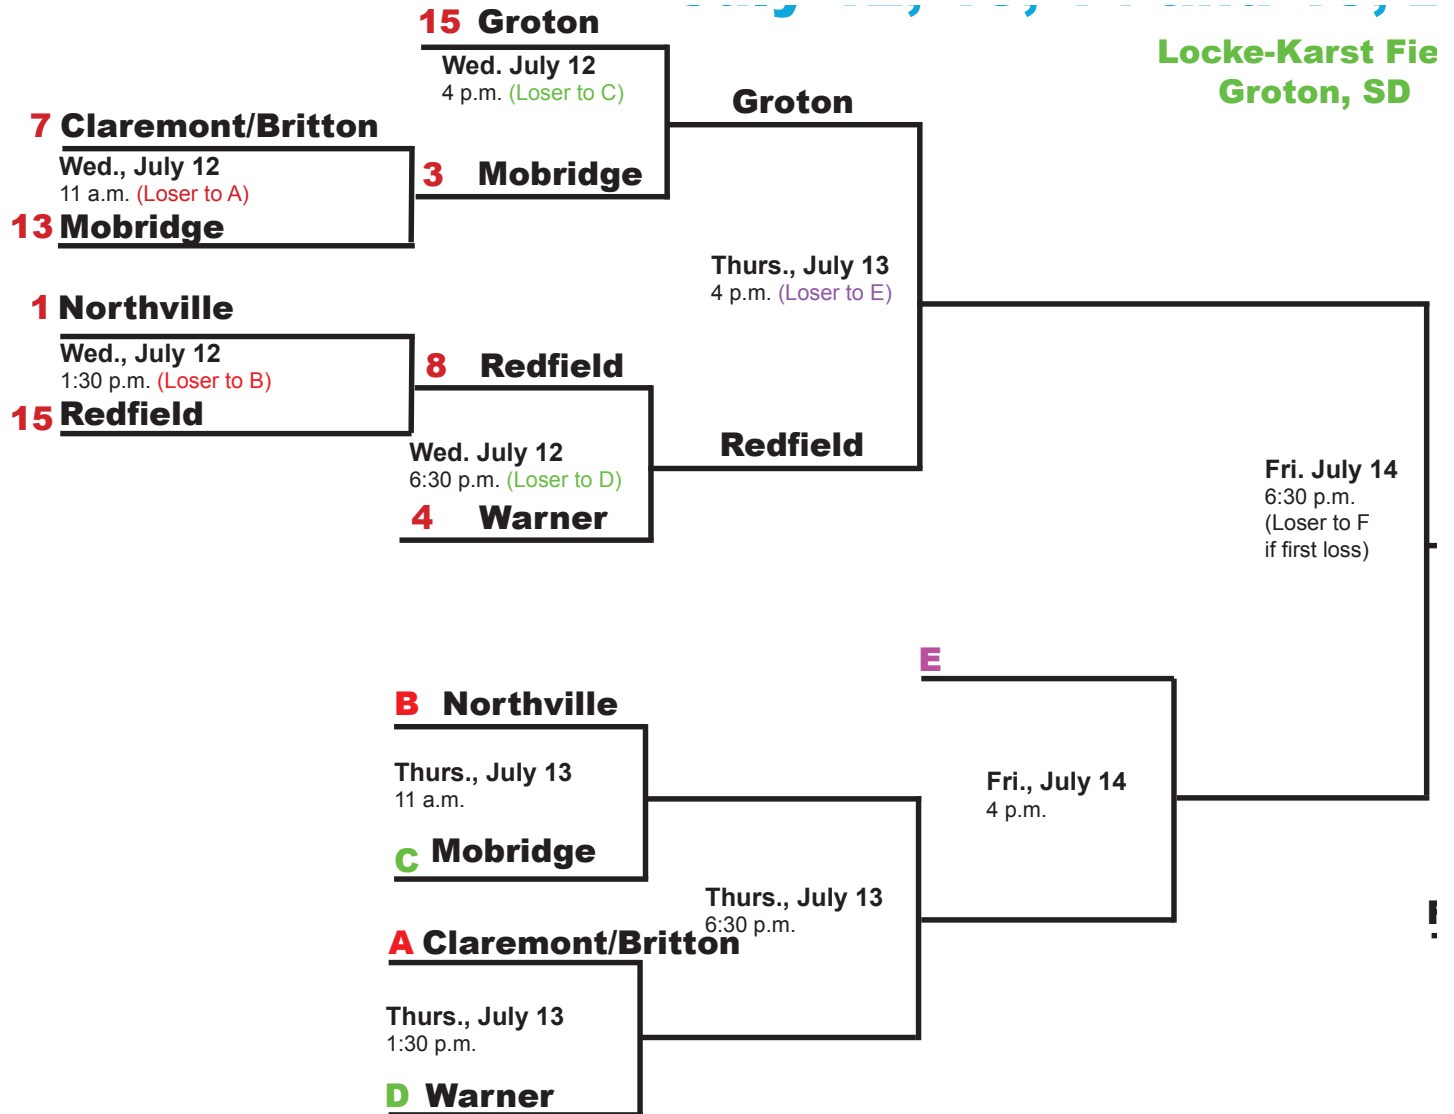 15 Groton
Wed. July 12
4 p.m. (Loser to C)
Locke-Karst Fie
Groton, SD
Groton
7 Claremont/Britton
Wed., July 12
11 a.m. (Loser to A)
3 Mobridge
13 Mobridge
Thurs., July 13
4 p.m. (Loser to E)
1 Northville
Wed., July 12
1:30 p.m. (Loser to B)
8 Redfield
15 Redfield
Redfield
Wed. July 12
6:30 p.m. (Loser to D)
4 Warner
Fri. July 14
6:30 p.m.
(Loser to F
if first loss)
E
B Northville
Thurs., July 13
11 a.m.
Fri., July 14
4 p.m.
C Mobridge
Thurs., July 13
6:30 p.m.
A Claremont/Britton
Thurs., July 13
1:30 p.m.
D Warner